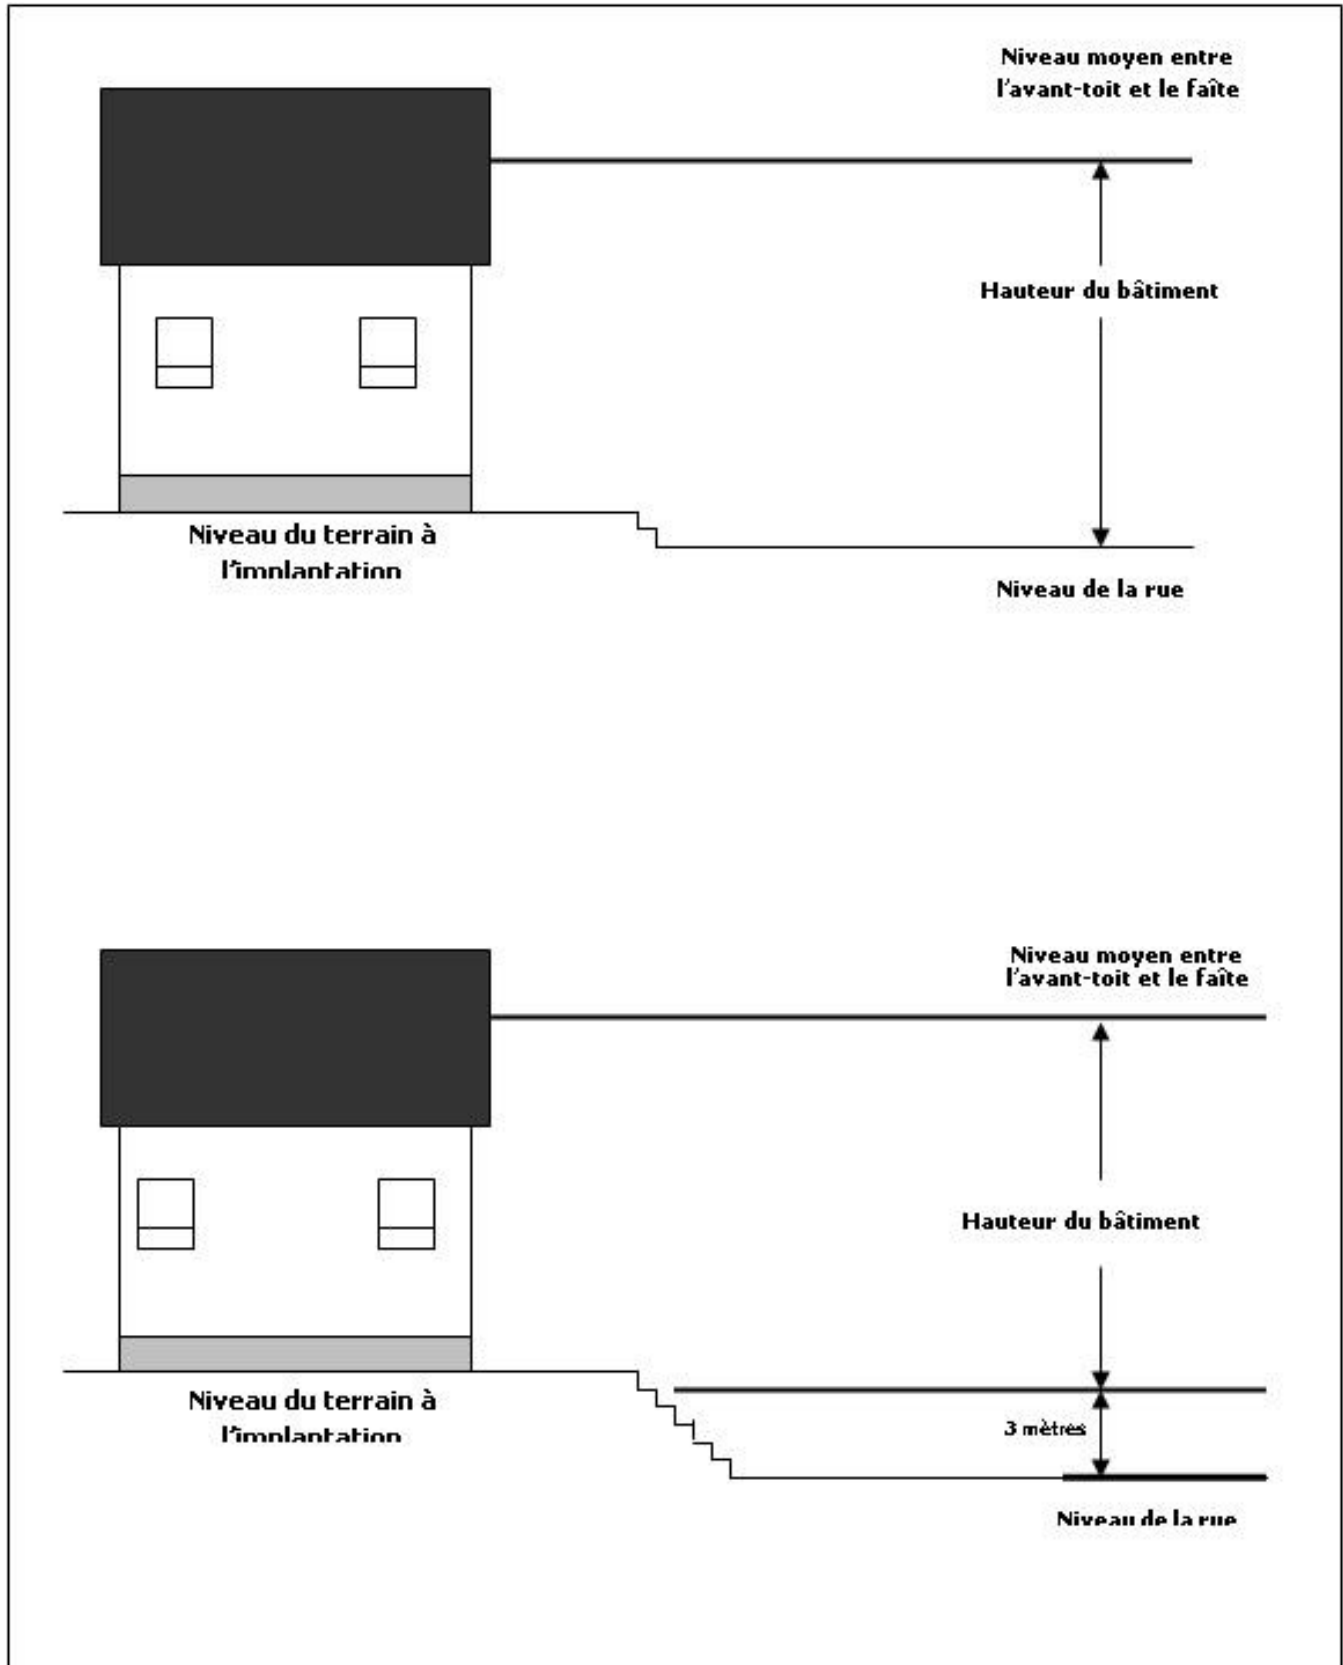 Niveau moyen entre
l'avant-toit et le faîte
Hauteur du bâtiment
Niveau du terrain à
l'implantation
Niveau de la rue
Niveau moyen entre
l'avant-toit et le faîte
Hauteur du bâtiment
Niveau du terrain à
l'implantation
3 mètres
Niveau de la rue